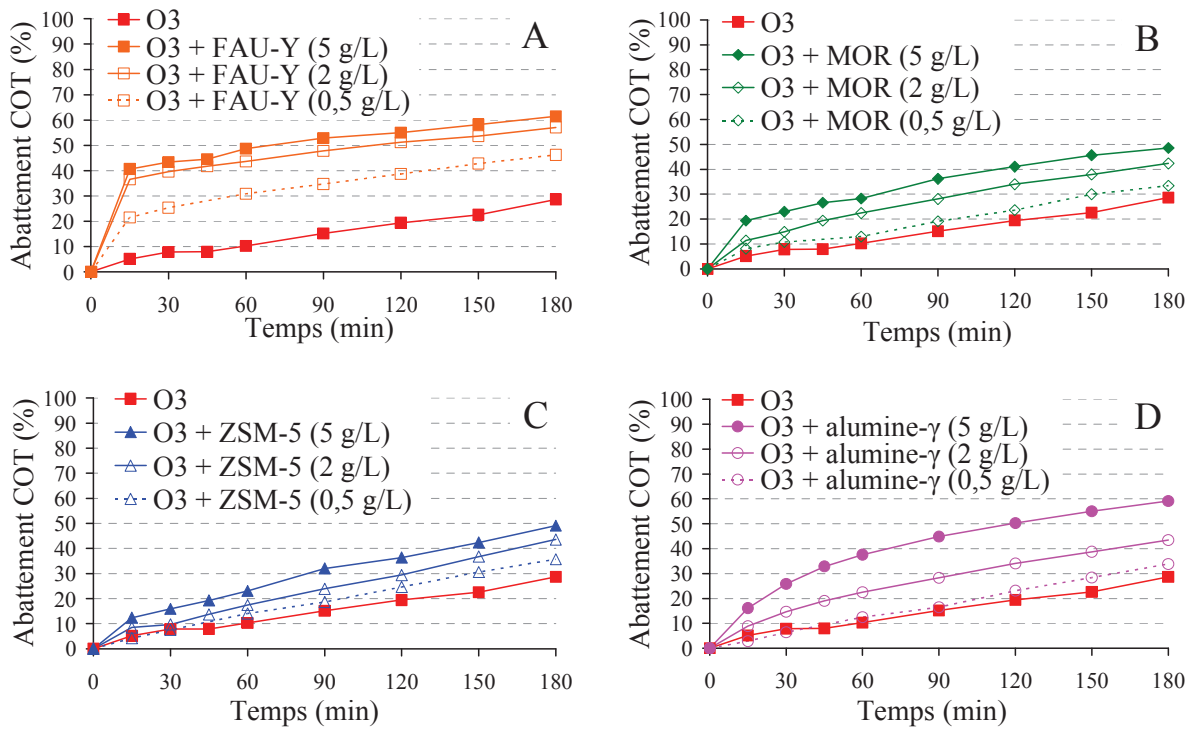 A
Abattement COT (%)
100
90
80
70
60
50
40
30
20
10
0
O3
O3 + FAU-Y (5 g/L)
O3 + FAU-Y (2 g/L)
O3 + FAU-Y (0,5 g/L)
0 30 60 90 120 150 180
Temps (min)
B
Abattement COT (%)
100
90
80
70
60
50
40
30
20
10
0
O3
O3 + MOR (5 g/L)
O3 + MOR (2 g/L)
O3 + MOR (0,5 g/L)
0 30 60 90 120 150 180
Temps (min)
C
Abattement COT (%)
100
90
80
70
60
50
40
30
20
10
0
O3
O3 + ZSM-5 (5 g/L)
O3 + ZSM-5 (2 g/L)
O3 + ZSM-5 (0,5 g/L)
0 30 60 90 120 150 180
Temps (min)
D
Abattement COT (%)
100
90
80
70
60
50
40
30
20
10
0
O3
O3 + alumine-γ (5 g/L)
O3 + alumine-γ (2 g/L)
O3 + alumine-γ (0,5 g/L)
0 30 60 90 120 150 180
Temps (min)